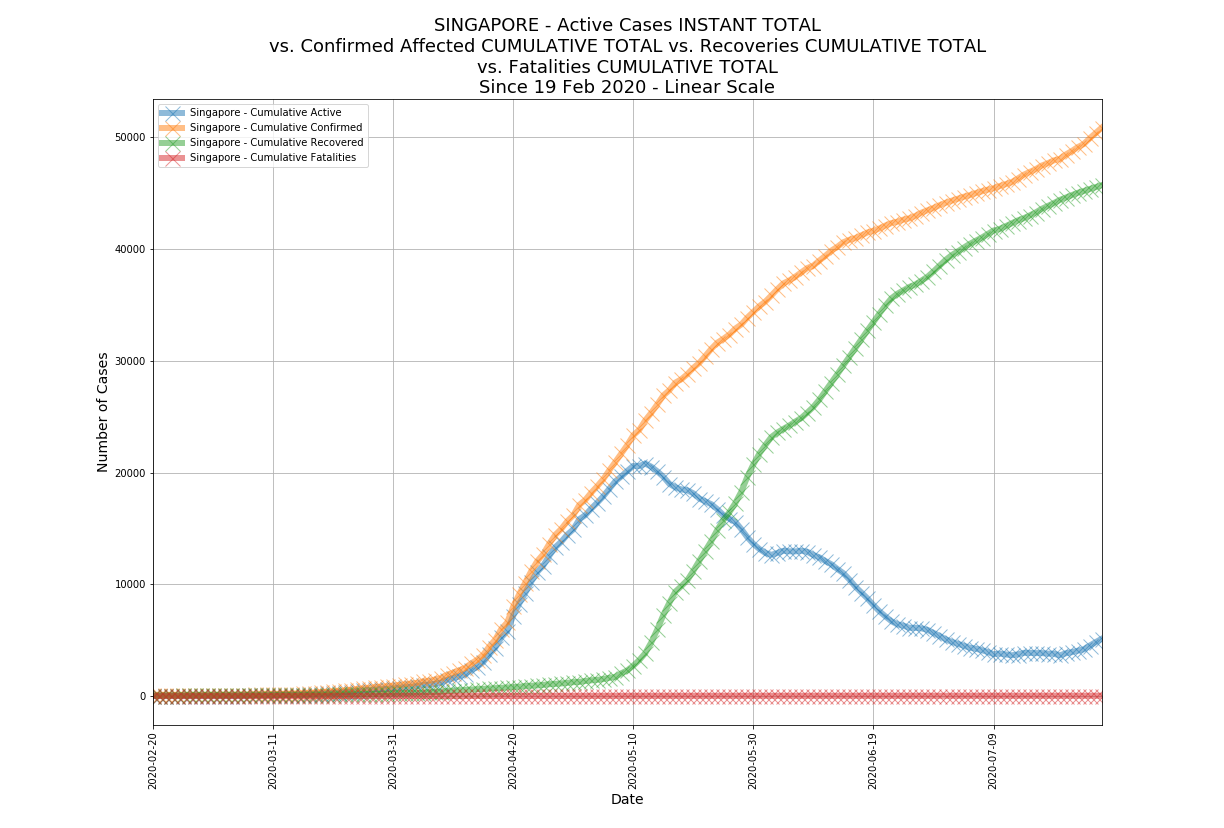 SINGAPORE - Active Cases INSTANT TOTAL
vs. Confirmed Affected CUMULATIVE TOTAL vs. Recoveries CUMULATIVE TOTAL
vs. Fatalities CUMULATIVE TOTAL
Since 19 Feb 2020 - Linear Scale
Singapore - Cumulative Active
Singapore - Cumulative Confirmed
Singapore - Cumulative Recovered
Singapore - Cumulative Fatalities
Number of Cases
50000
40000
30000
20000
10000
0
2020-02-20
2020-03-11
2020-03-31
2020-04-20
2020-05-10
2020-05-30
2020-06-19
2020-07-09
Date